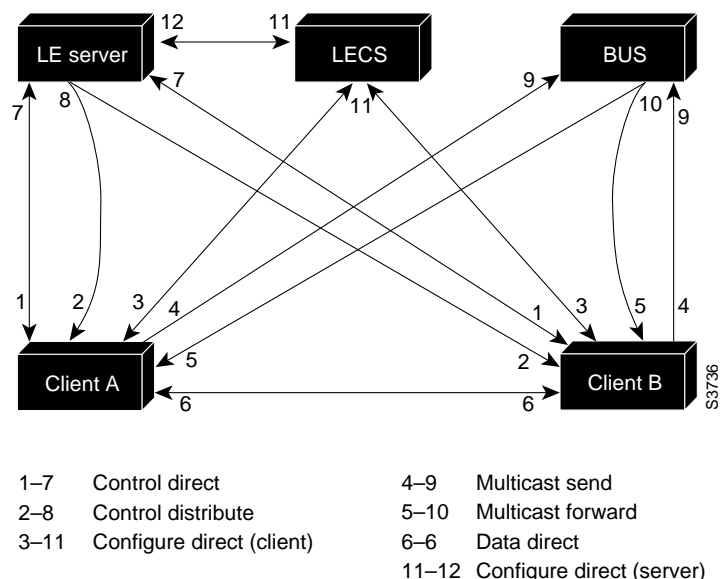 12
11
LE server
LECS
BUS
7
8
7
11
9
10
9
1
2
3
4
5
1
2
3
5
4
Client A
Client B
6
6
S3736
1–7 Control direct
2–8 Control distribute
3–11 Configure direct (client)
4–9 Multicast send
5–10 Multicast forward
6–6 Data direct
11–12 Configure direct (server)